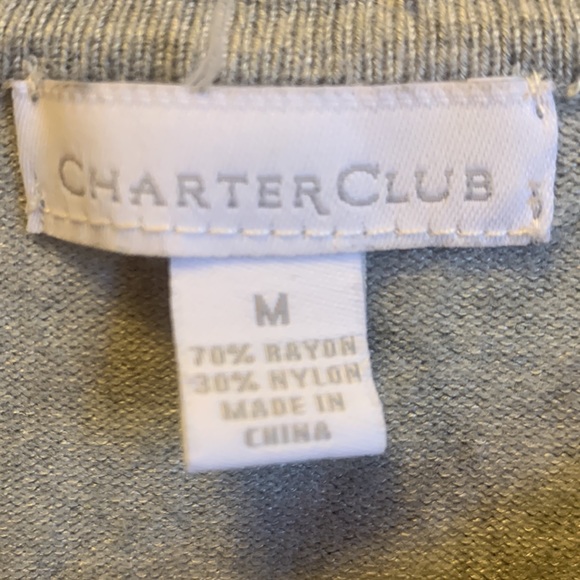 CHARTER CLUB
M
70% RAYON
30% NYLON
MADE IN
CHINA